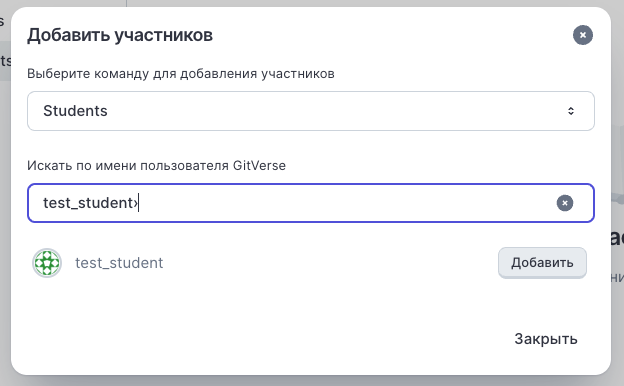 Добавить участников
Выберите команду для добавления участников
Students
Искать по имени пользователя GitVerse
test_student›
test_student
Добавить
Закрыть